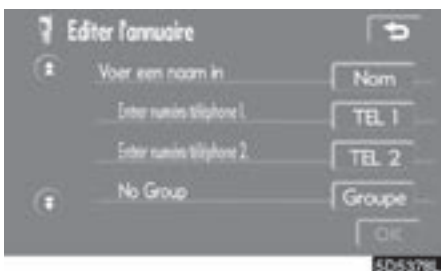 Editer l'annuaire
Voer een naam in Nom
Enter numéro téléphone 1 TEL 1
Enter numéro téléphone 2 TEL 2
No Group Groupe
OK
5D5379E